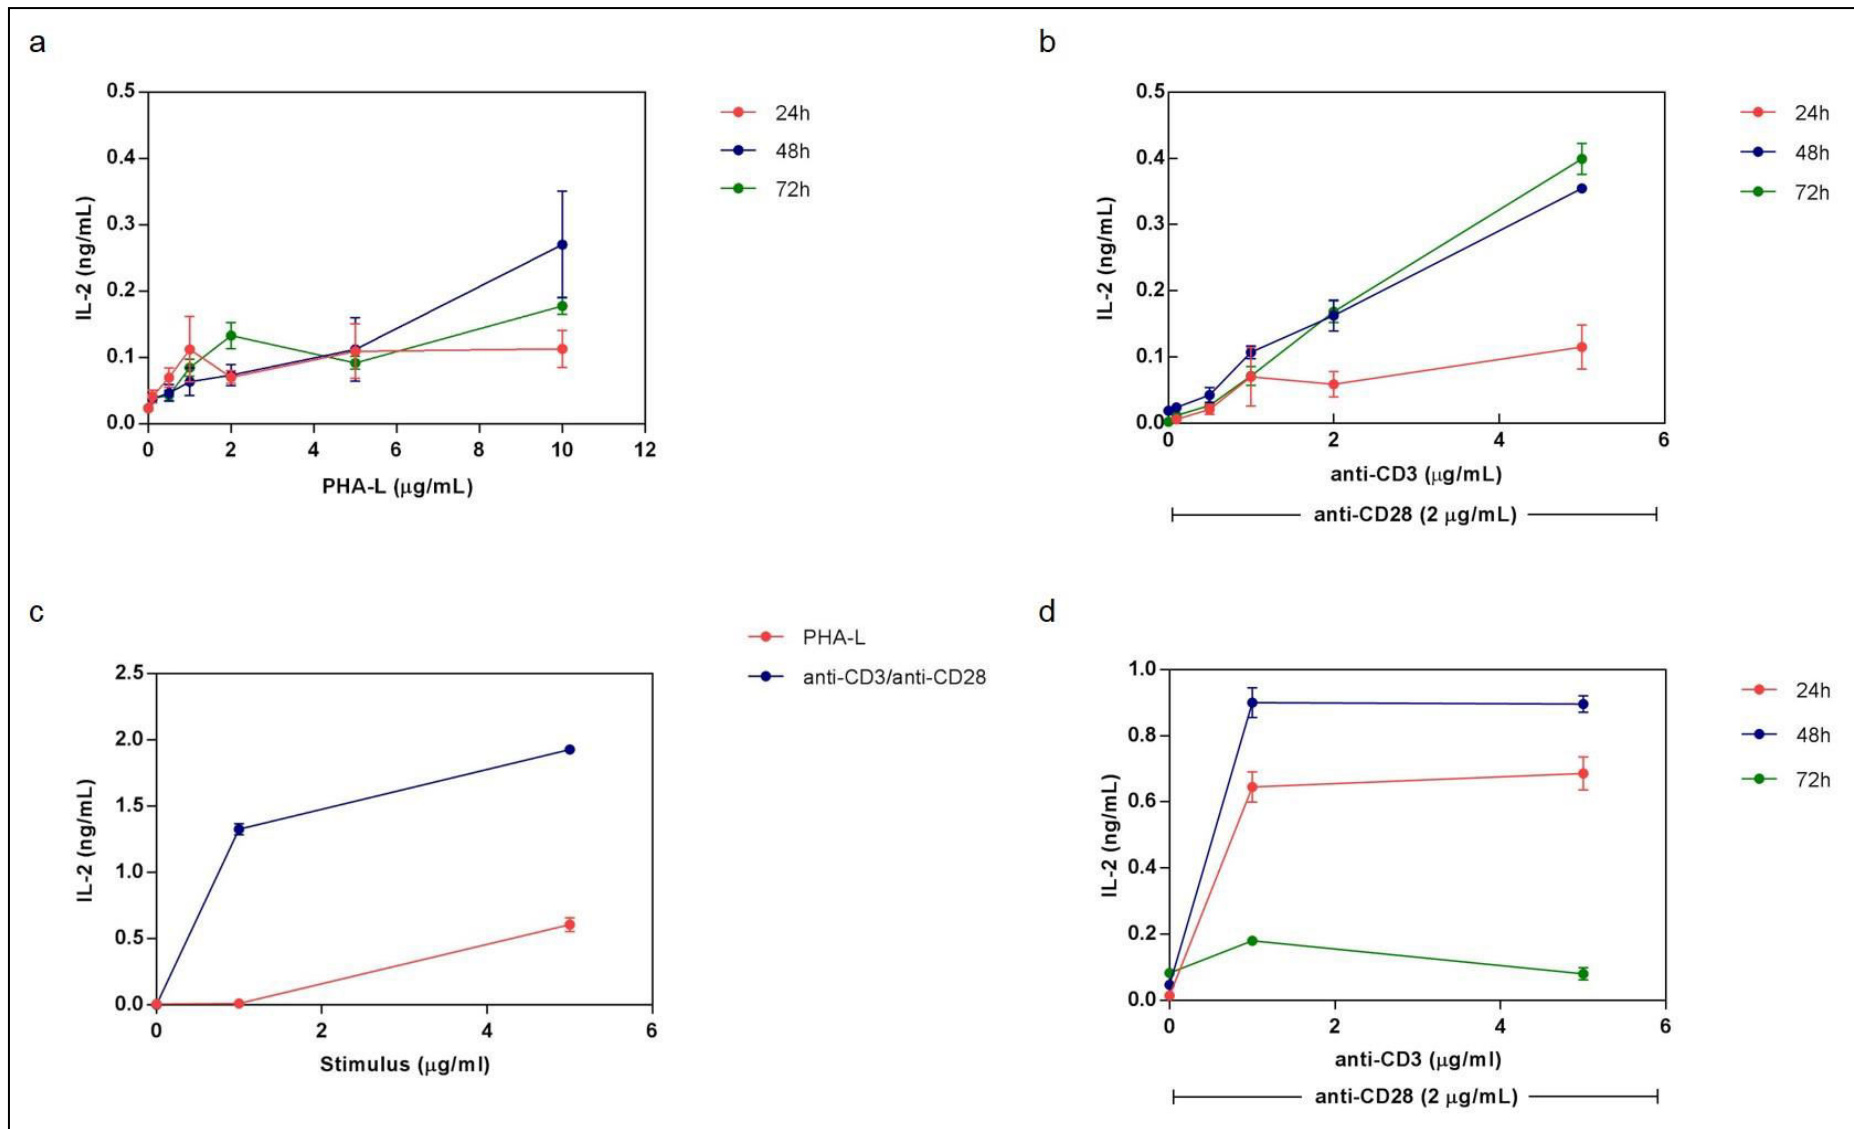 a
0.5
0.4
0.3
0.2
0.1
0.0
IL-2 (ng/mL)
0 2 4 6 8 10 12
PHA-L (μg/mL)
24h
48h
72h
b
0.5
0.4
0.3
0.2
0.1
0.0
IL-2 (ng/mL)
0 2 4 6
anti-CD3 (μg/mL)
anti-CD28 (2 μg/mL)
24h
48h
72h
c
2.5
2.0
1.5
1.0
0.5
0.0
IL-2 (ng/mL)
0 2 4 6
Stimulus (μg/ml)
PHA-L
anti-CD3/anti-CD28
d
1.0
0.8
0.6
0.4
0.2
0.0
IL-2 (ng/mL)
0 2 4 6
anti-CD3 (μg/ml)
anti-CD28 (2 μg/mL)
24h
48h
72h